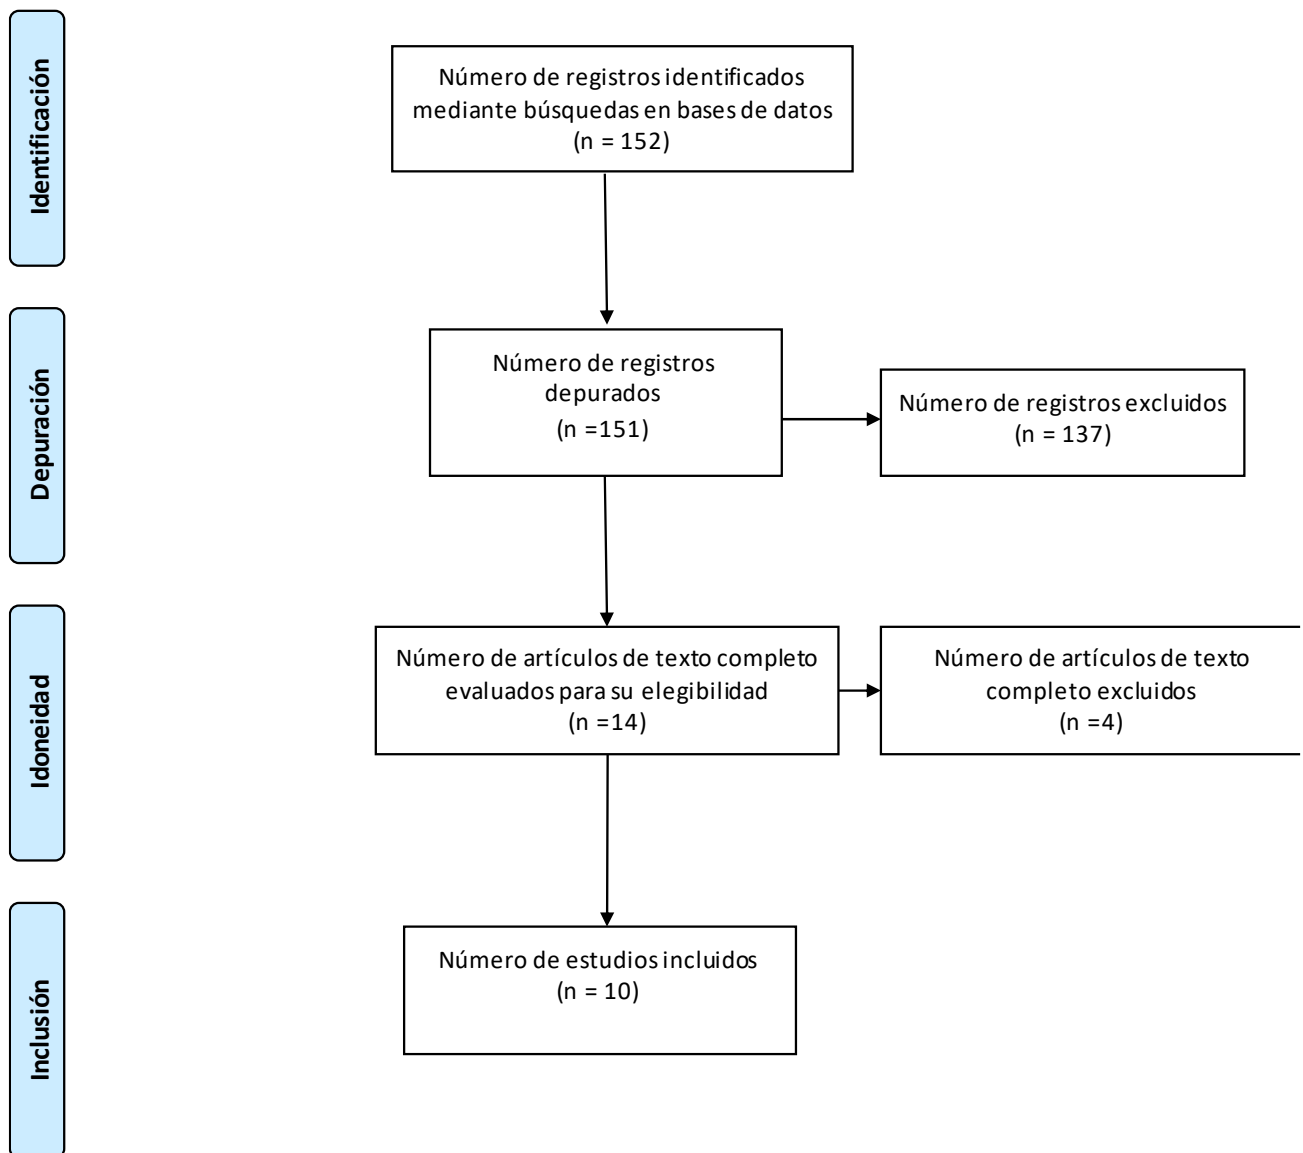 Identificación
Número de registros identificados
mediante búsquedas en bases de datos
(n = 152)
Depuración
Número de registros
depurados
(n =151)
Número de registros excluidos
(n = 137)
Idoneidad
Número de artículos de texto completo
evaluados para su elegibilidad
(n =14)
Número de artículos de texto
completo excluidos
(n =4)
Inclusión
Número de estudios incluidos
(n = 10)